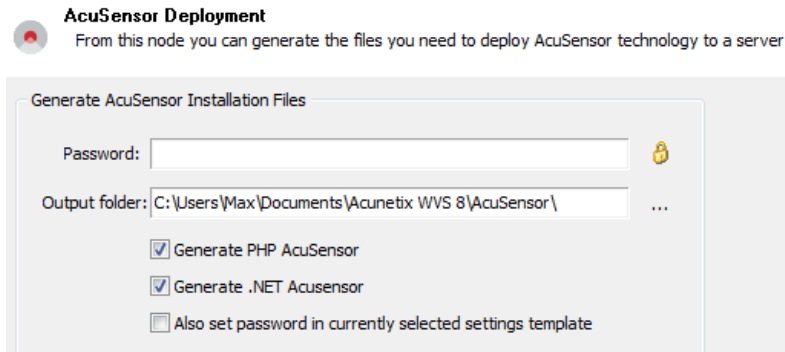 AcuSensor Deployment
From this node you can generate the files you need to deploy AcuSensor technology to a server
Generate AcuSensor Installation Files
Password:
Output folder: C:\Users\Max\Documents\Acunetix WVS 8\AcuSensor\ ...
Generate PHP AcuSensor
Generate .NET Acusensor
Also set password in currently selected settings template